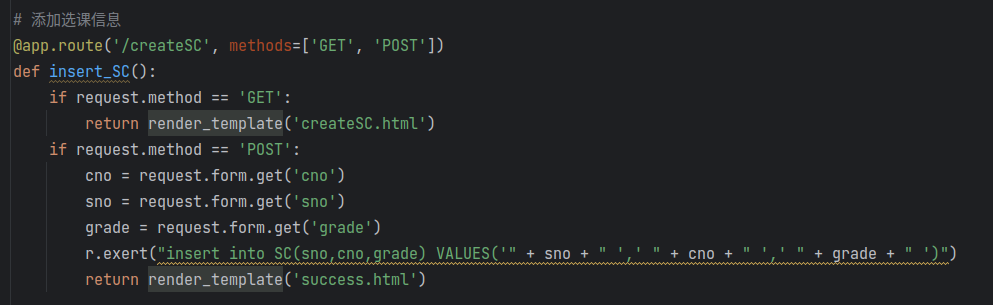 # 添加选课信息
@app.route('/createSC', methods=['GET', 'POST'])
def insert_SC():
    if request.method == 'GET':
        return render_template('createSC.html')
    if request.method == 'POST':
        cno = request.form.get('cno')
        sno = request.form.get('sno')
        grade = request.form.get('grade')
        r.exert("insert into SC(sno,cno,grade) VALUES('" + sno + " ',' " + cno + " ',' " + grade + " ')")
        return render_template('success.html')